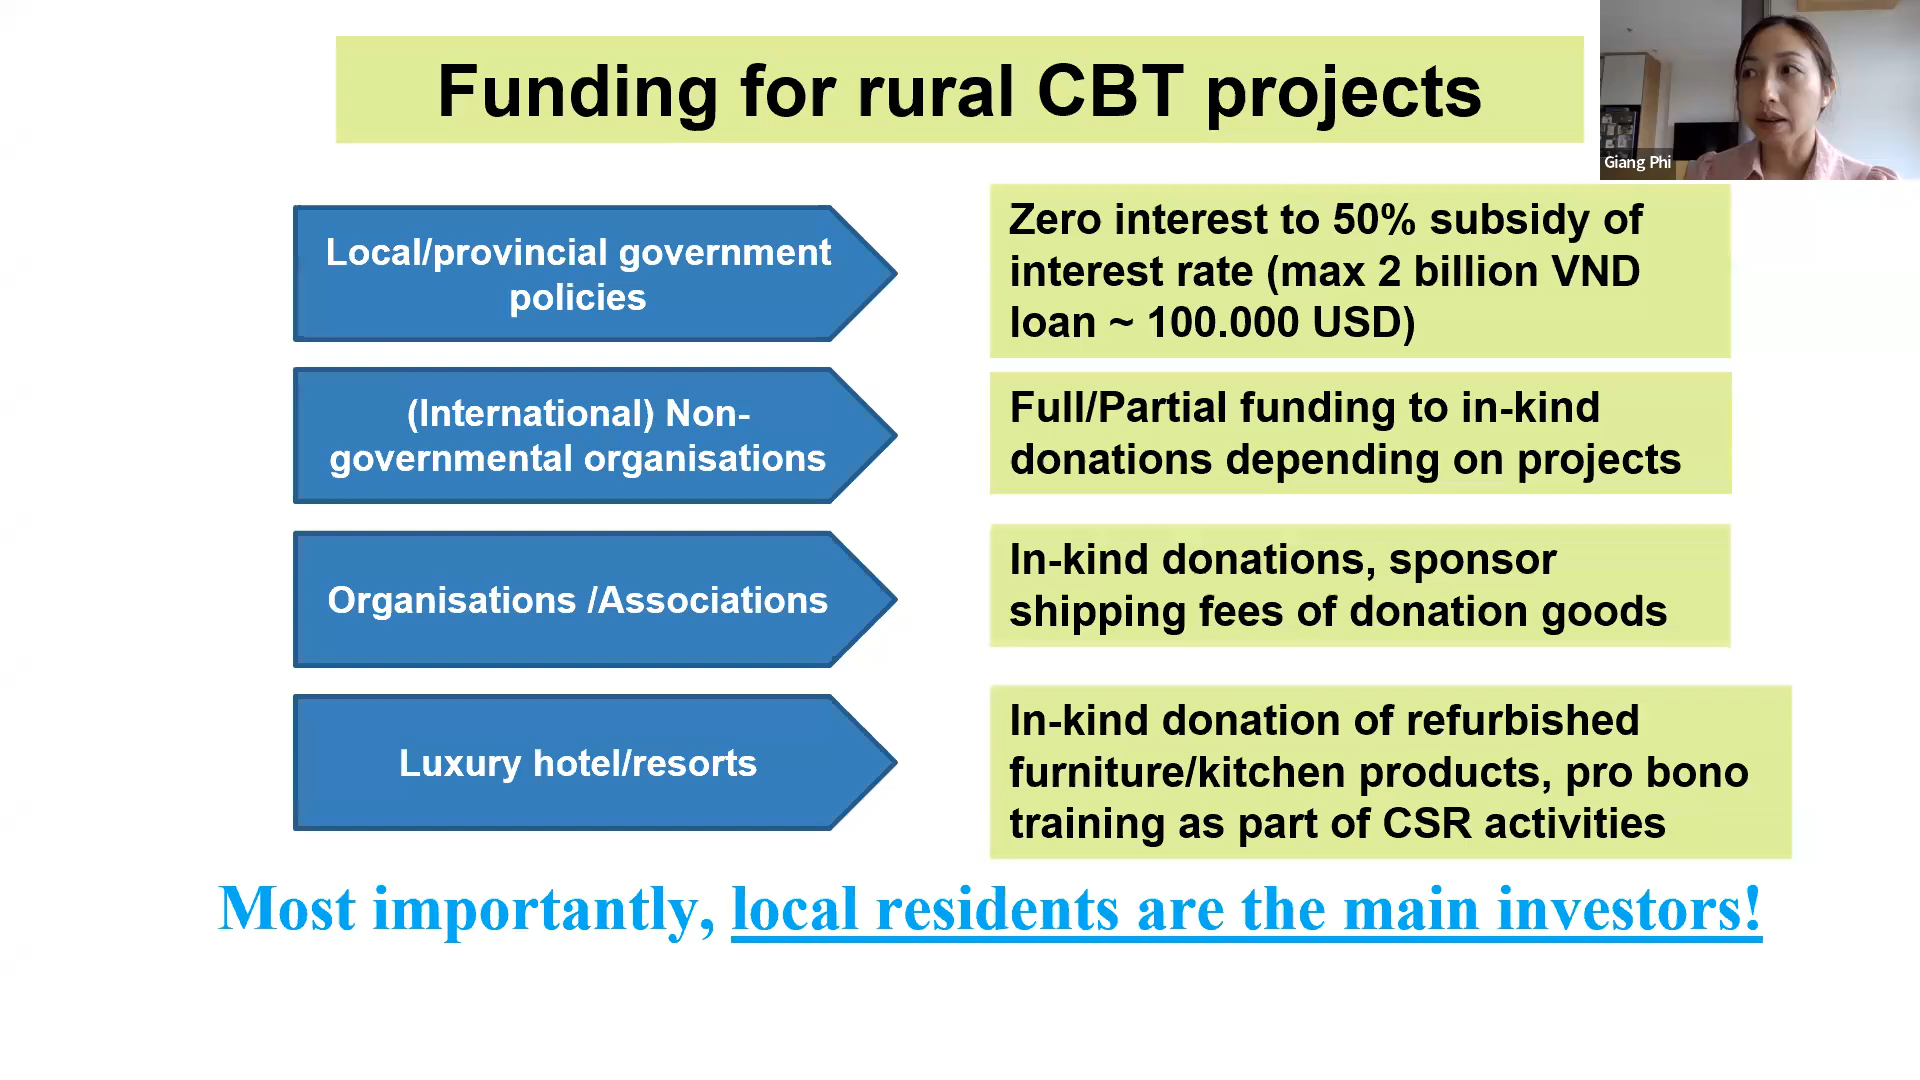 Funding for rural CBT projects
Giang Phi
Local/provincial government
policies
Zero interest to 50% subsidy of
interest rate (max 2 billion VND
loan ~ 100.000 USD)
(International) Non-
governmental organisations
Full/Partial funding to in-kind
donations depending on projects
Organisations /Associations
In-kind donations, sponsor
shipping fees of donation goods
Luxury hotel/resorts
In-kind donation of refurbished
furniture/kitchen products, pro bono
training as part of CSR activities
Most importantly, local residents are the main investors!